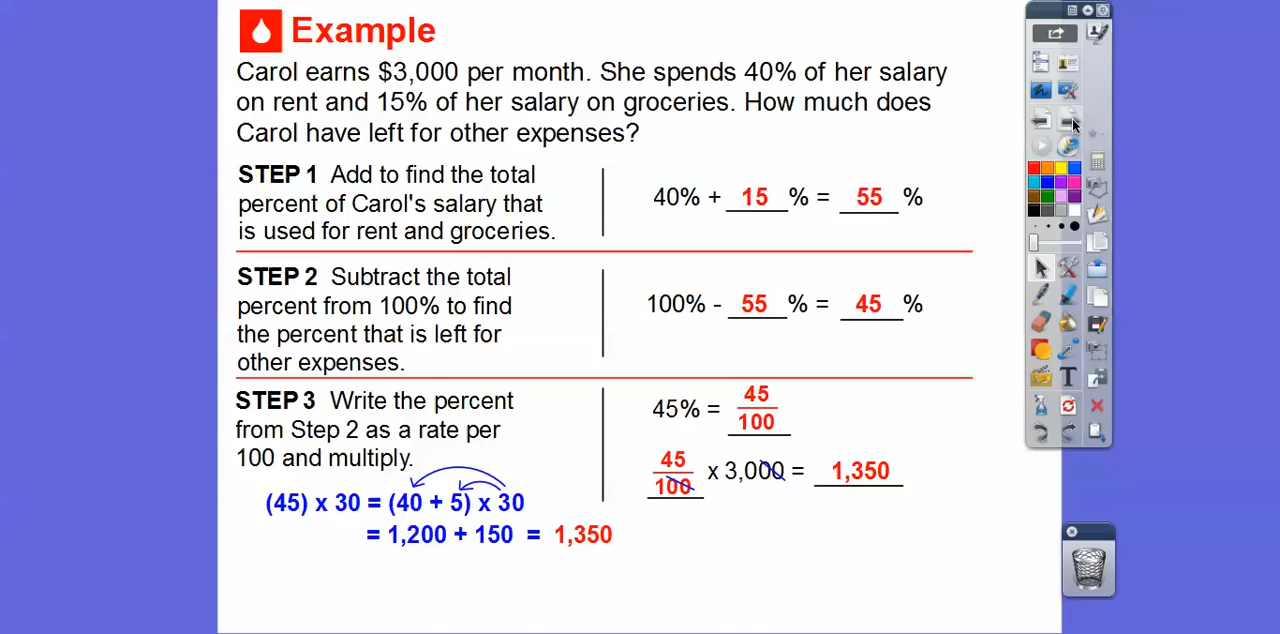 Example
Carol earns $3,000 per month. She spends 40% of her salary
on rent and 15% of her salary on groceries. How much does
Carol have left for other expenses?
STEP 1 Add to find the total
percent of Carol's salary that
is used for rent and groceries.
40% + 15 % = 55 %
STEP 2 Subtract the total
percent from 100% to find
the percent that is left for
other expenses.
100% - 55 % = 45 %
STEP 3 Write the percent
from Step 2 as a rate per
100 and multiply.
45% = 45/100
45/100 x 3,000 = 1,350
(45) x 30 = (40 + 5) x 30
= 1,200 + 150 = 1,350